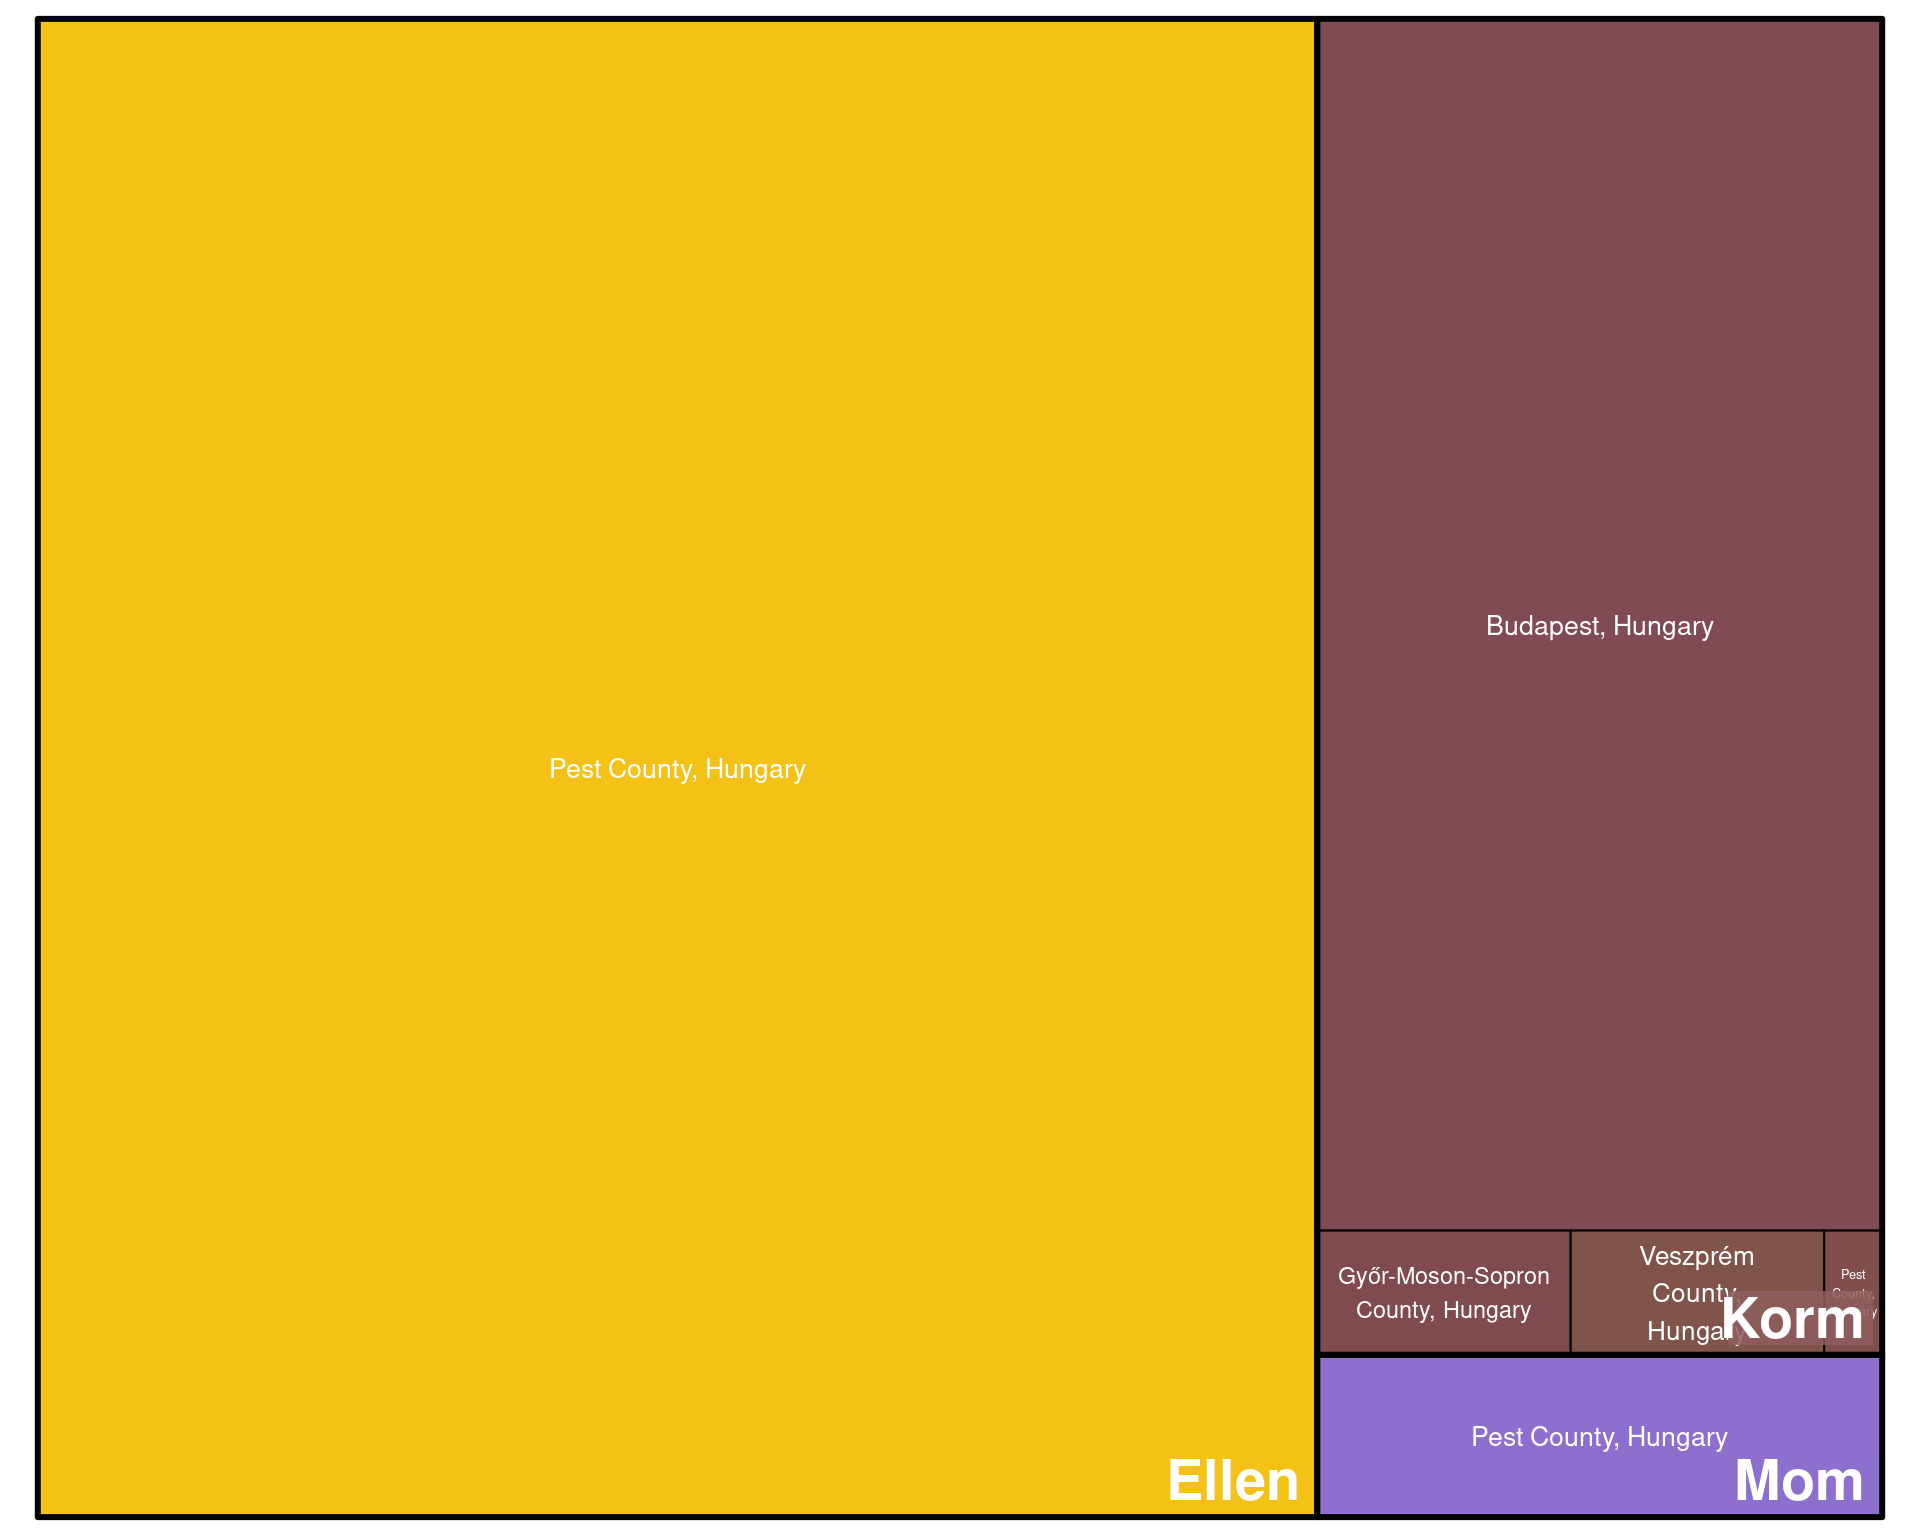 Pest County, Hungary
Ellen
Budapest, Hungary
Győr-Moson-Sopron
County, Hungary
Veszprém
County,
Hungary
Pest
County,
Korm
Pest County, Hungary
Mom